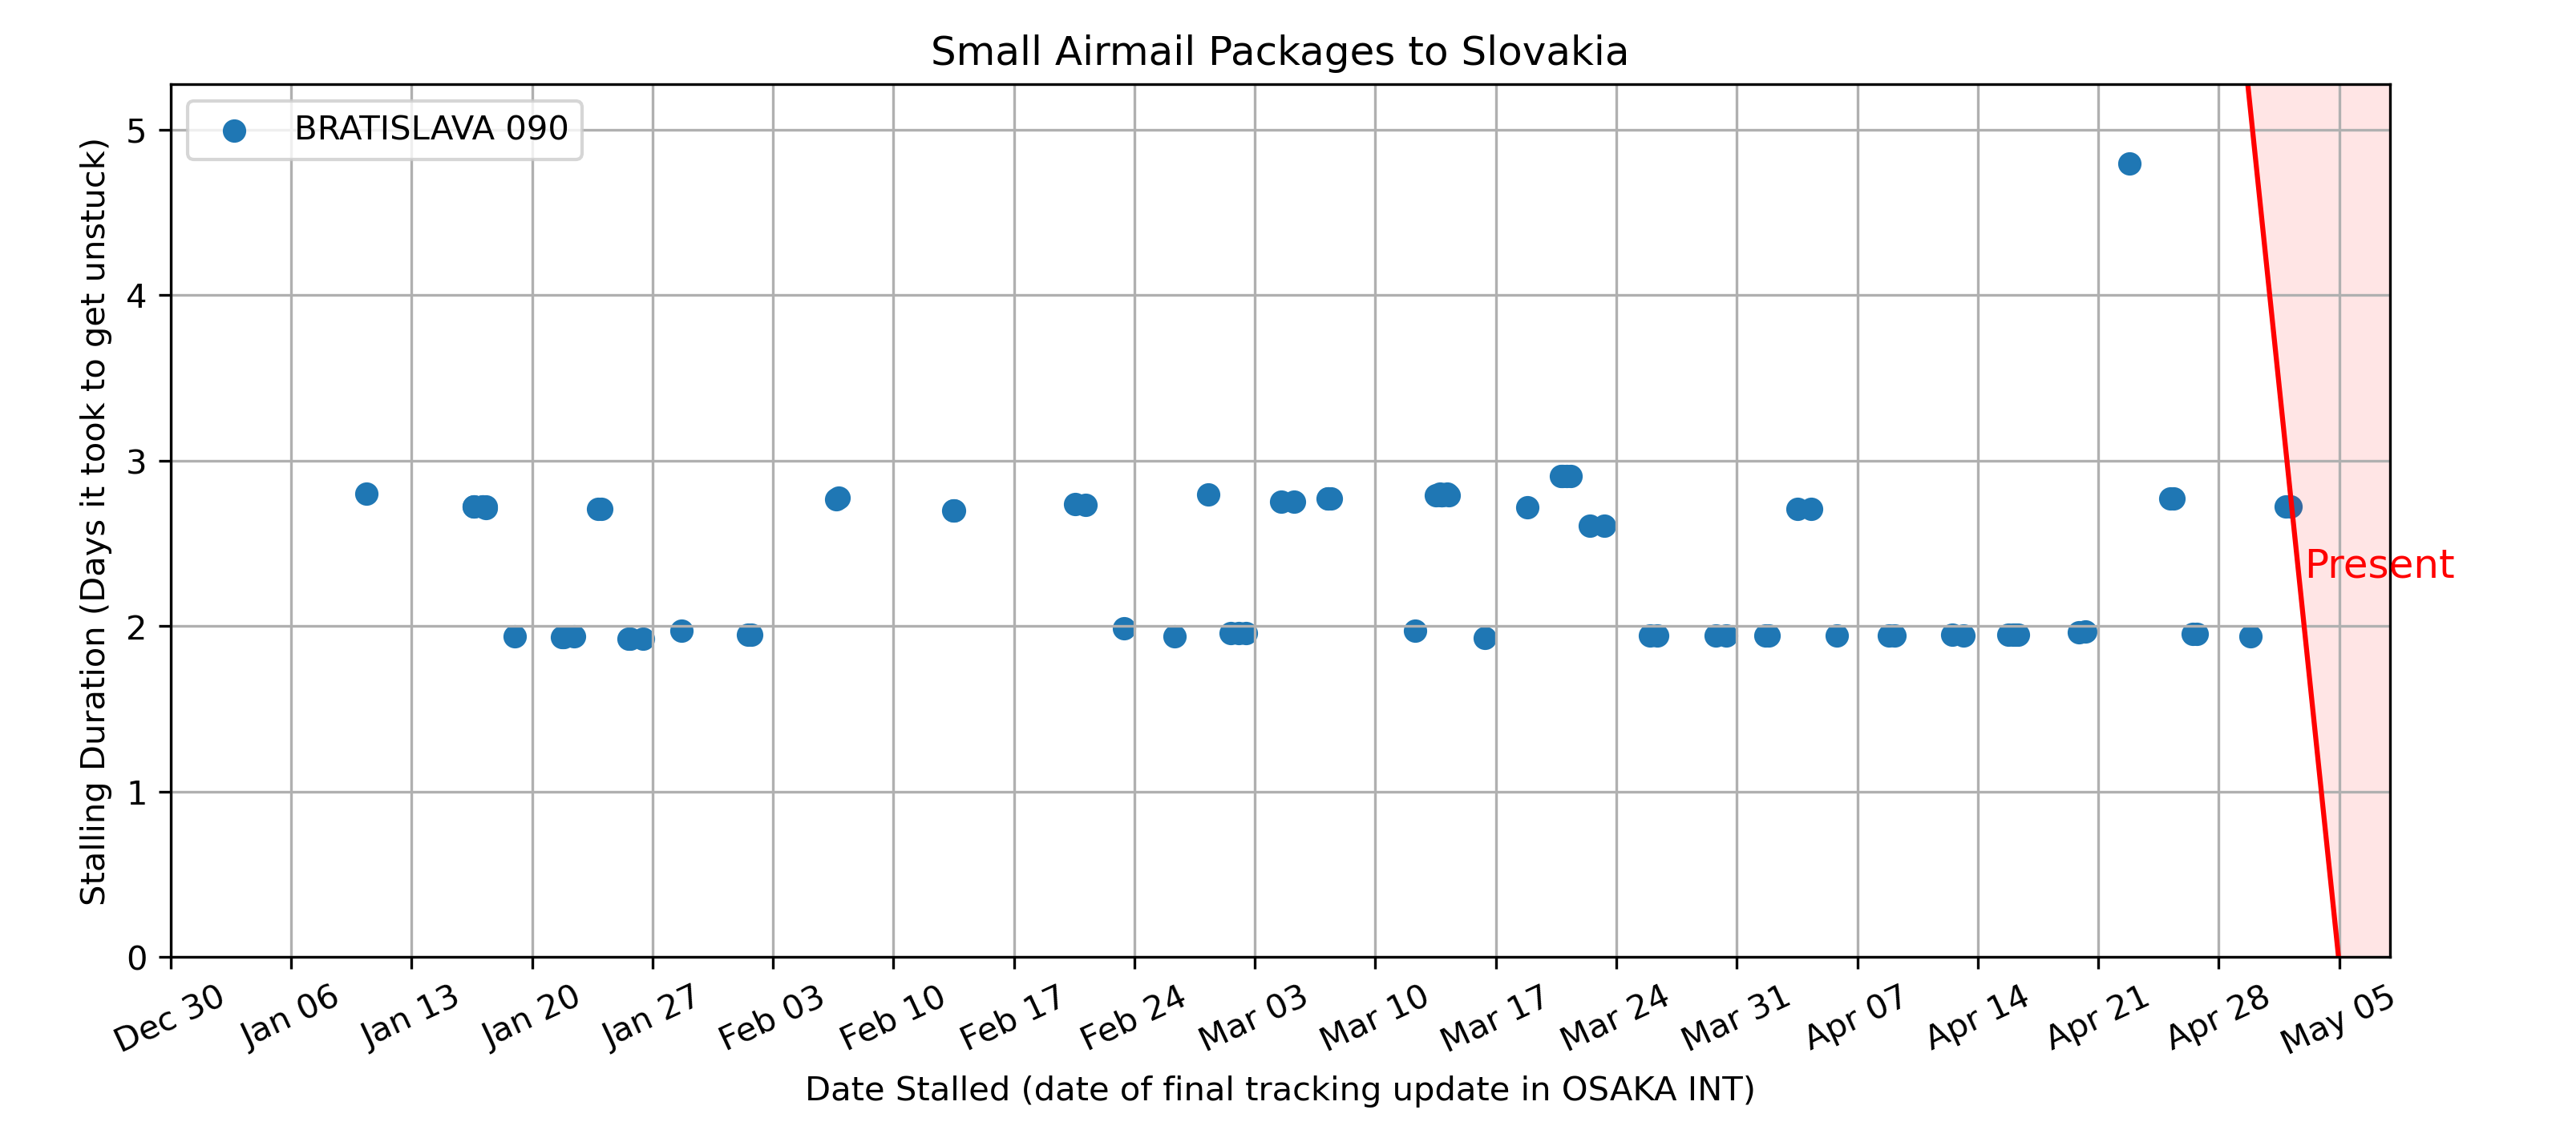 Small Airmail Packages to Slovakia
BRATISLAVA 090
Stalling Duration (Days it took to get unstuck)
5
4
3
2
1
0
Present
Dec 30
Jan 06
Jan 13
Jan 20
Jan 27
Feb 03
Feb 10
Feb 17
Feb 24
Mar 03
Mar 10
Mar 17
Mar 24
Mar 31
Apr 07
Apr 14
Apr 21
Apr 28
May 05
Date Stalled (date of final tracking update in OSAKA INT)